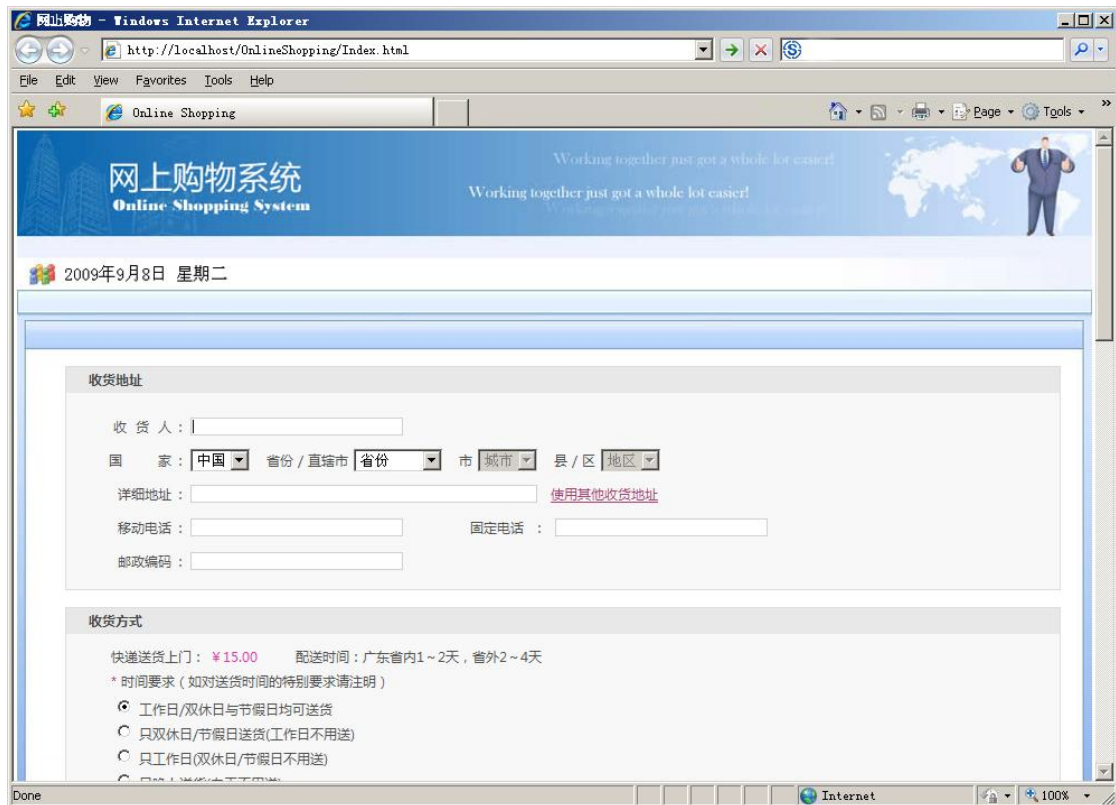 网上购物 - Windows Internet Explorer
http://localhost/OnlineShopping/Index.html
File Edit View Favorites Tools Help
Online Shopping
Page Tools
网上购物系统
Online Shopping System
Working together just got a whole lot easier!
Working together just got a whole lot easier!
2009年9月8日 星期二
收货地址
收 货 人：
国 家： 中国 省份 / 直辖市 省份 市 城市 县 / 区 地区
详细地址： 使用其他收货地址
移动电话： 固定电话 ：
邮政编码：
收货方式
快递送货上门： ￥15.00 配送时间：广东省内1～2天，省外2～4天
* 时间要求（如对送货时间的特别要求请注明）
工作日/双休日与节假日均可送货
只双休日/节假日送货(工作日不用送)
只工作日(双休日/节假日不用送)
Done Internet 100%